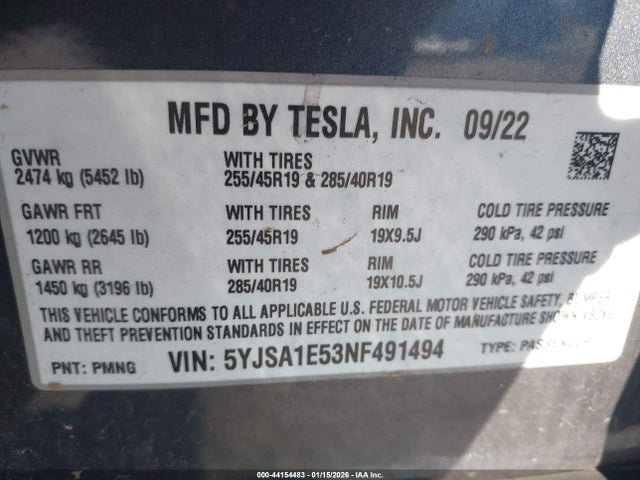 MFD BY TESLA, INC. 09/22
GVWR WITH TIRES
2474 kg (5452 lb) 255/45R19 & 285/40R19
GAWR FRT WITH TIRES RIM COLD TIRE PRESSURE
1200 kg (2645 lb) 255/45R19 19X9.5J 290 kPa, 42 psi
GAWR RR WITH TIRES RIM COLD TIRE PRESSURE
1450 kg (3196 lb) 285/40R19 19X10.5J 290 kPa, 42 psi
THIS VEHICLE CONFORMS TO ALL APPLICABLE U.S. FEDERAL MOTOR VEHICLE SAFETY, BUMPER
AND THEFT PREVENTION STANDARDS IN EFFECT ON THE DATE OF MANUFACTURE SHOWN ABOVE.
PNT: PMNG VIN: 5YJSA1E53NF491494 TYPE: PASSENGER
000-44154483 - 01/15/2026 - IAA Inc.